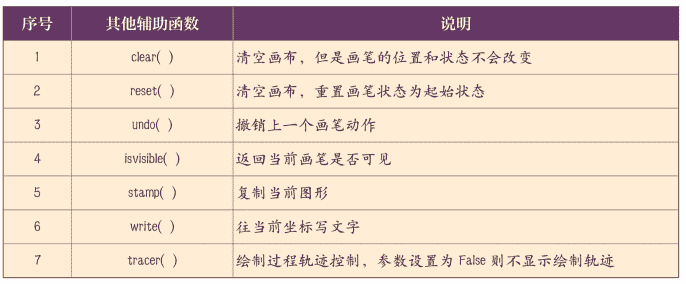 序号 其他辅助函数 说明
1 clear( ) 清空画布，但是画笔的位置和状态不会改变
2 reset( ) 清空画布，重置画笔状态为起始状态
3 undo( ) 撤销上一个画笔动作
4 isvisible( ) 返回当前画笔是否可见
5 stamp( ) 复制当前图形
6 write( ) 往当前坐标写文字
7 tracer( ) 绘制过程轨迹控制，参数设置为 False 则不显示绘制轨迹